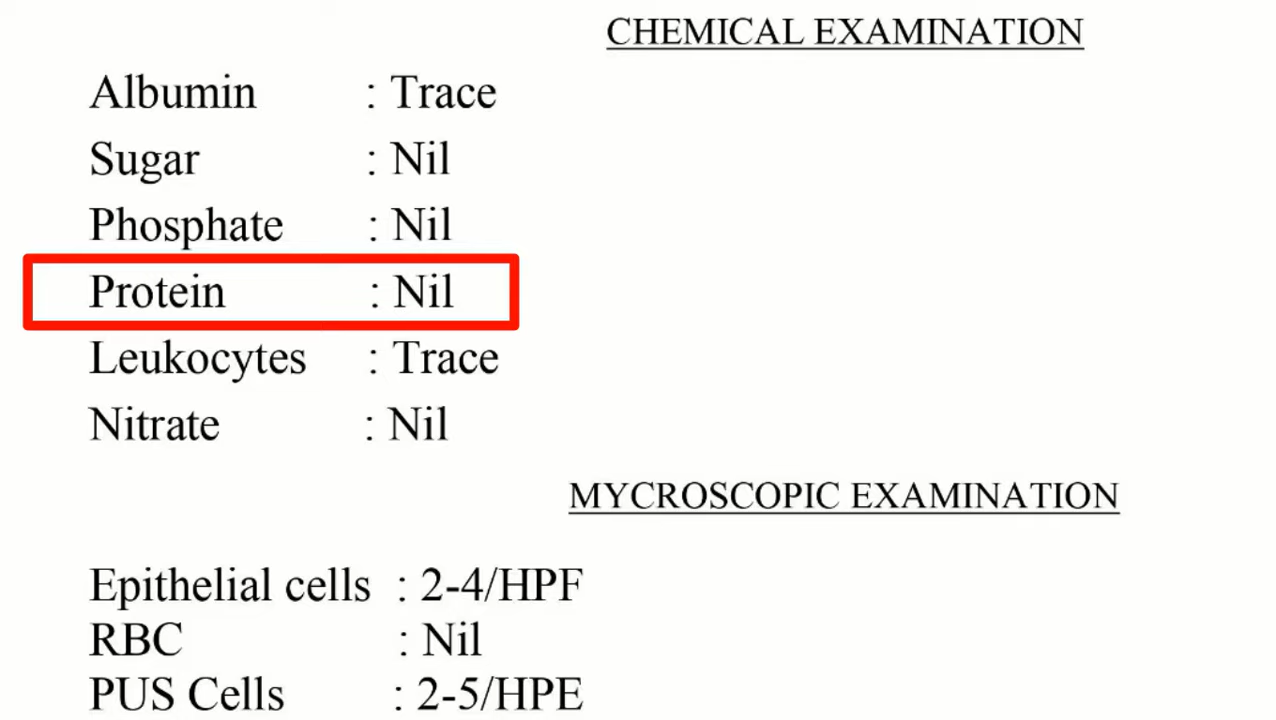 CHEMICAL EXAMINATION
Albumin : Trace
Sugar : Nil
Phosphate : Nil
Protein : Nil
Leukocytes : Trace
Nitrate : Nil
MYCROSCOPIC EXAMINATION
Epithelial cells : 2-4/HPF
RBC : Nil
PUS Cells : 2-5/HPE